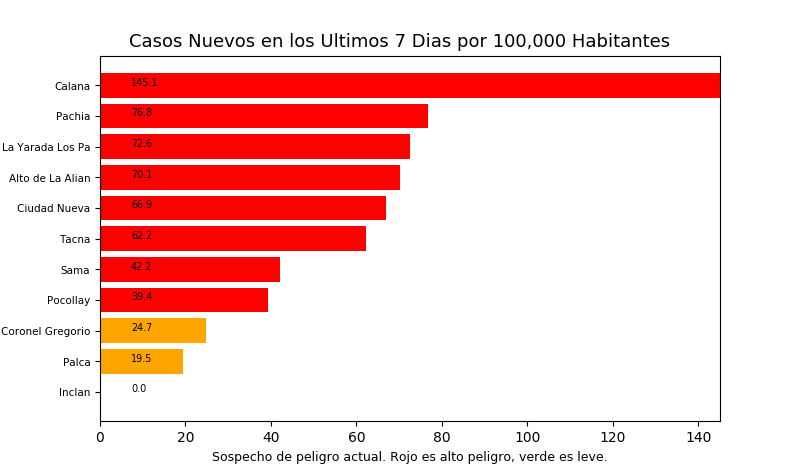 Casos Nuevos en los Ultimos 7 Dias por 100,000 Habitantes
Calana 145.1
Pachia 76.8
La Yarada Los Pa 72.6
Alto de La Alian 70.1
Ciudad Nueva 66.9
Tacna 62.2
Sama 42.2
Pocollay 39.4
Coronel Gregorio 24.7
Palca 19.5
Inclan 0.0
0 20 40 60 80 100 120 140
Sospecho de peligro actual. Rojo es alto peligro, verde es leve.